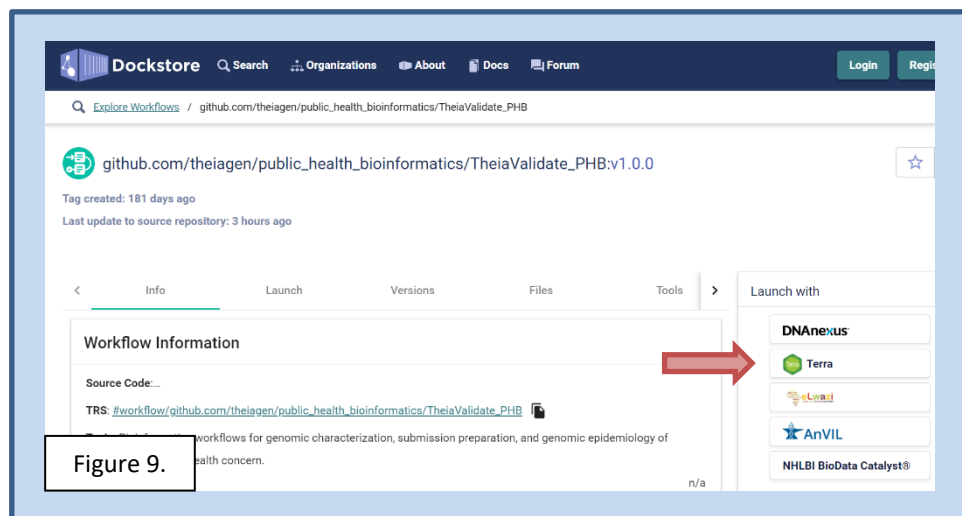 Dockstore Search Organizations About Docs Forum Login
Explore Workflows / github.com/theiagen/public_health_bioinformatics/TheiaValidate_PHB
github.com/theiagen/public_health_bioinformatics/TheiaValidate_PHB:v1.0.0
Tag created: 181 days ago
Last update to source repository: 3 hours ago
Info Launch Versions Files Tools
Launch with
DNAnexus
Workflow Information
Terra
Source Code:...
eLwazi
TRS: #workflow/github.com/theiagen/public_health_bioinformatics/TheiaValidate_PHB
AnVIL
workflows for genomic characterization, submission preparation, and genomic epidemiology of
Figure 9.
concern.
NHLBI BioData Catalyst®
n/a